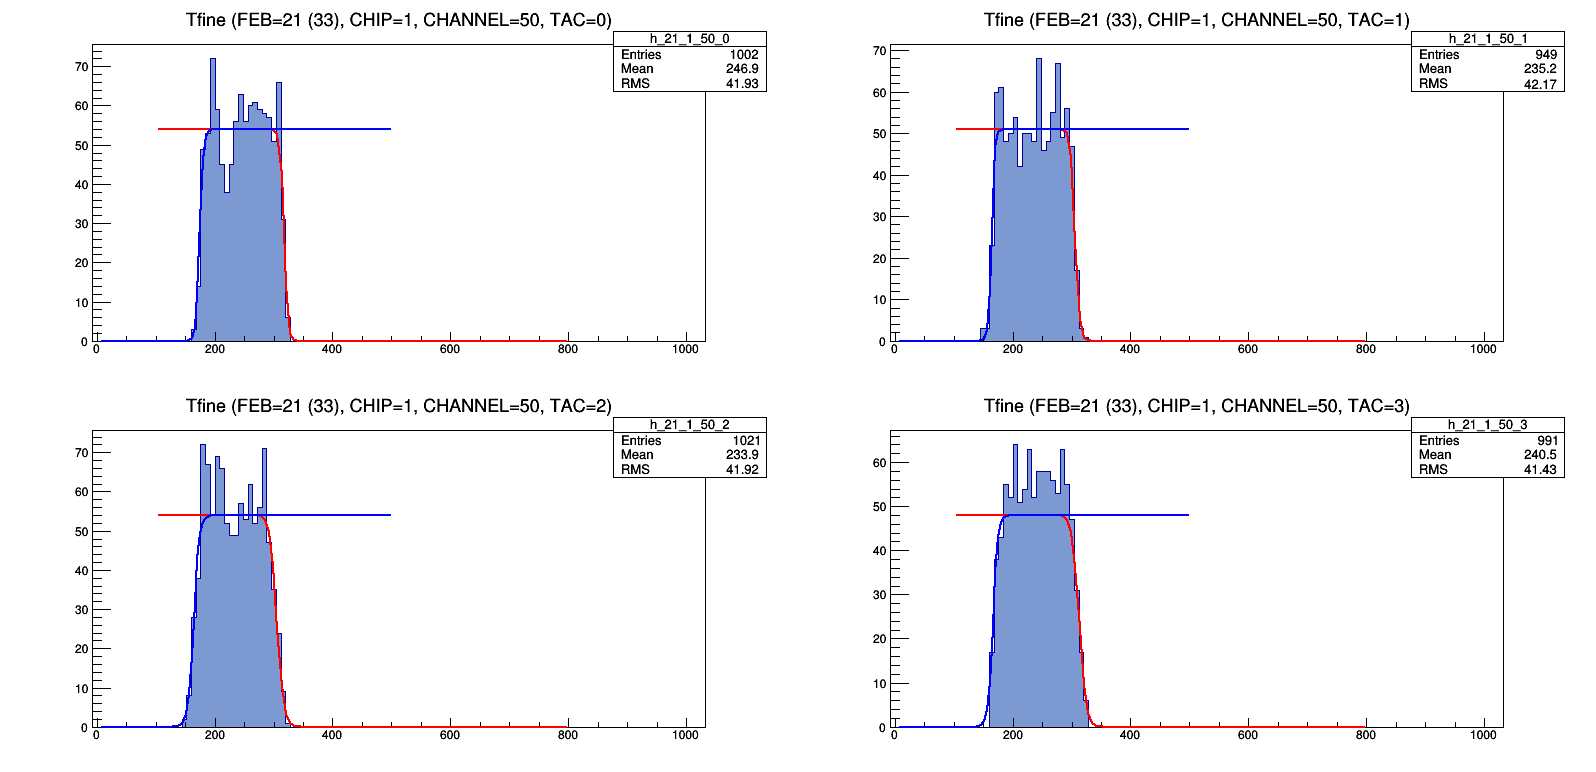 Tfine (FEB=21 (33), CHIP=1, CHANNEL=50, TAC=0)
h_21_1_50_0
Entries 1002
Mean 246.9
RMS 41.93
70
60
50
40
30
20
10
0
0 200 400 600 800 1000
Tfine (FEB=21 (33), CHIP=1, CHANNEL=50, TAC=1)
h_21_1_50_1
Entries 949
Mean 235.2
RMS 42.17
70
60
50
40
30
20
10
0
0 200 400 600 800 1000
Tfine (FEB=21 (33), CHIP=1, CHANNEL=50, TAC=2)
h_21_1_50_2
Entries 1021
Mean 233.9
RMS 41.92
70
60
50
40
30
20
10
0
0 200 400 600 800 1000
Tfine (FEB=21 (33), CHIP=1, CHANNEL=50, TAC=3)
h_21_1_50_3
Entries 991
Mean 240.5
RMS 41.43
60
50
40
30
20
10
0
0 200 400 600 800 1000